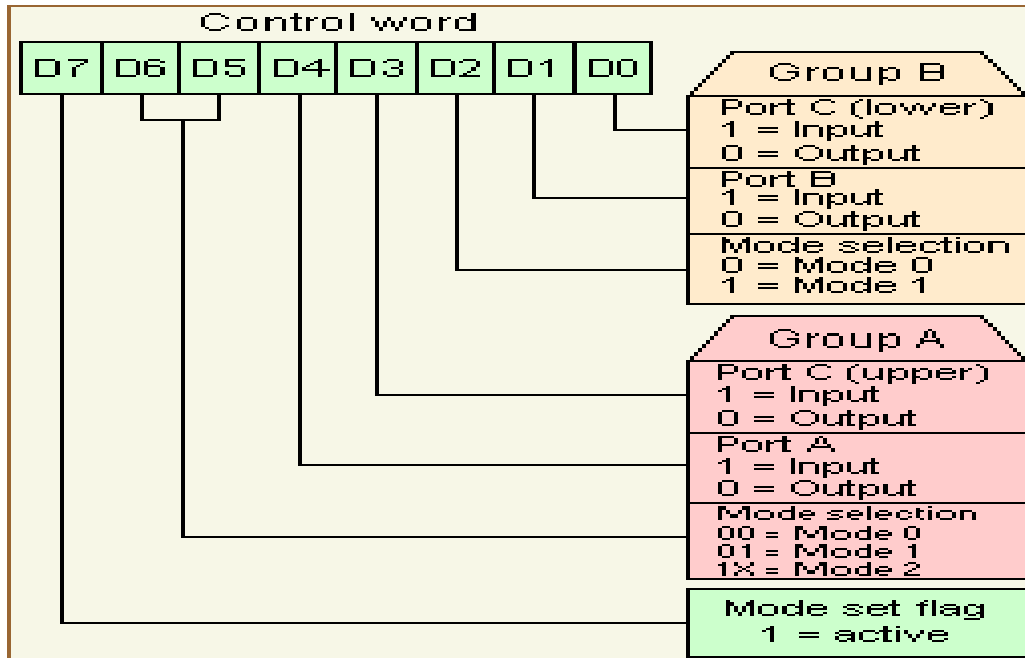 Control word
D7 D6 D5 D4 D3 D2 D1 D0
Group B
Port C (lower)
1 = Input
0 = Output
Port B
1 = Input
0 = Output
Mode selection
0 = Mode 0
1 = Mode 1
Group A
Port C (upper)
1 = Input
0 = Output
Port A
1 = Input
0 = Output
Mode selection
00 = Mode 0
01 = Mode 1
1X = Mode 2
Mode set flag
1 = active